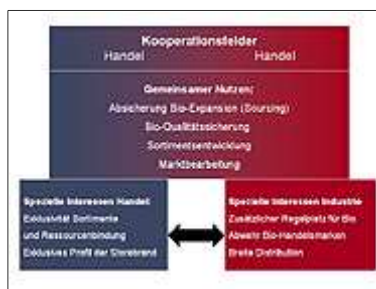 Kooperationsfelder
Handel Handel
Gemeinsamer Nutzen:
Absicherung Bio-Expansion (Sourcing)
Bio-Qualitätssicherung
Sortimentsentwicklung
Marktbearbeitung
Spezielle Interessen Handel:
Exklusivität Sortimente
und Ressourcenbindung
Exklusives Profil der Storebrand
Spezielle Interessen Industrie
Zusätzlicher Regalplatz für Bio
Abwehr Bio-Handelsmarken
Breite Distribution